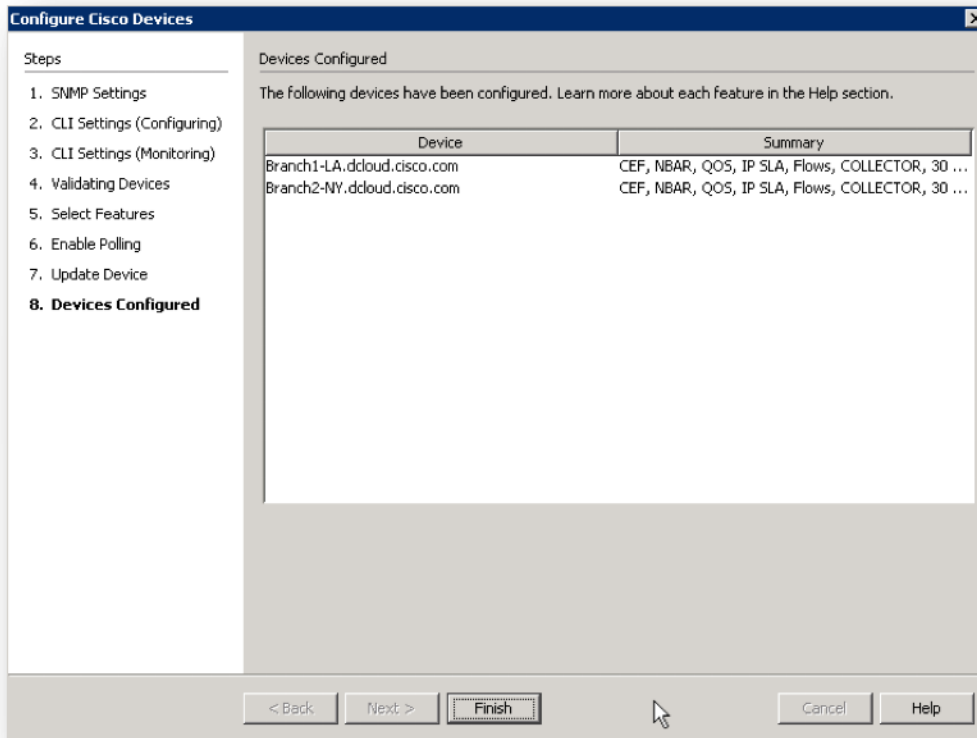 Configure Cisco Devices
Steps
1. SNMP Settings
2. CLI Settings (Configuring)
3. CLI Settings (Monitoring)
4. Validating Devices
5. Select Features
6. Enable Polling
7. Update Device
8. Devices Configured
Devices Configured
The following devices have been configured. Learn more about each feature in the Help section.
Device Summary
Branch1-LA.dcloud.cisco.com CEF, NBAR, QOS, IP SLA, Flows, COLLECTOR, 30 ...
Branch2-NY.dcloud.cisco.com CEF, NBAR, QOS, IP SLA, Flows, COLLECTOR, 30 ...
< Back Next > Finish Cancel Help